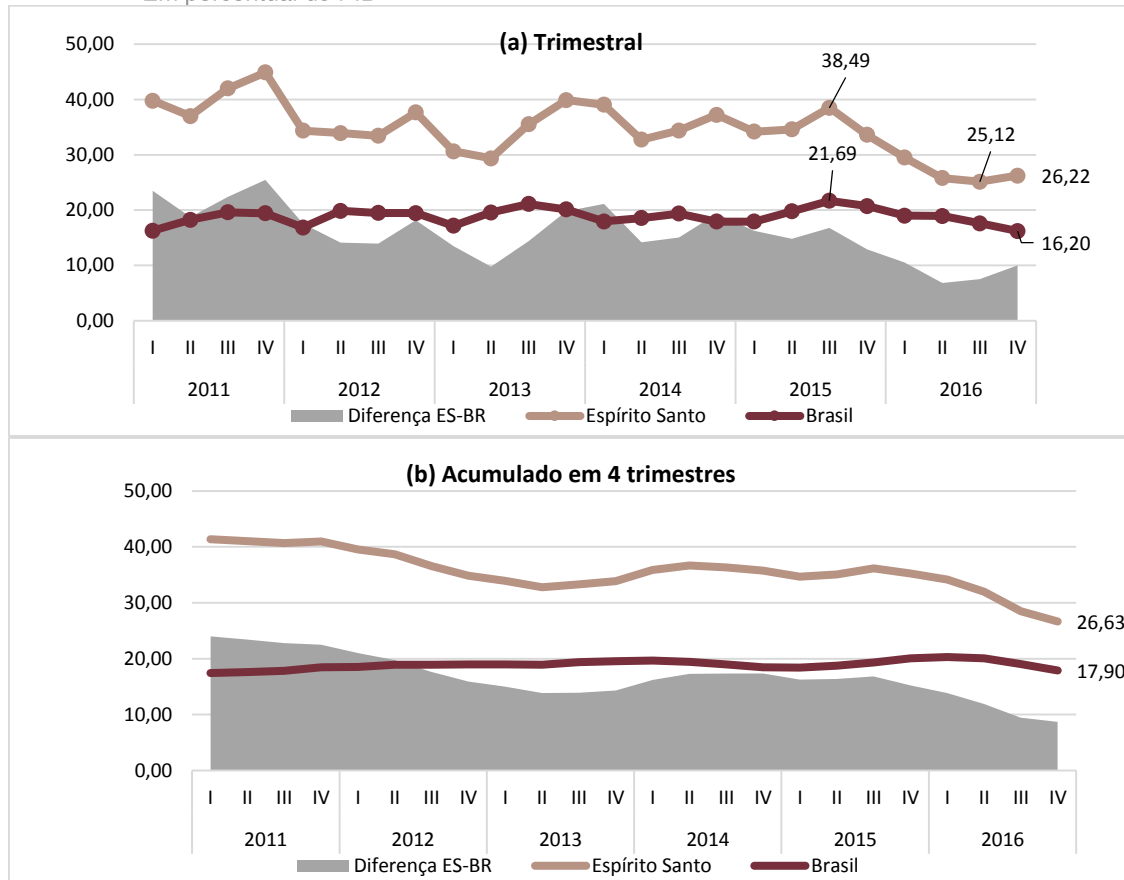 (a) Trimestral
50,00
40,00
30,00
20,00
10,00
0,00
38,49
21,69
25,12
26,22
16,20
I II III IV I II III IV I II III IV I II III IV I II III IV I II III IV
2011 2012 2013 2014 2015 2016
Diferença ES-BR Espírito Santo Brasil
(b) Acumulado em 4 trimestres
50,00
40,00
30,00
20,00
10,00
0,00
26,63
17,90
I II III IV I II III IV I II III IV I II III IV I II III IV I II III IV
2011 2012 2013 2014 2015 2016
Diferença ES-BR Espírito Santo Brasil